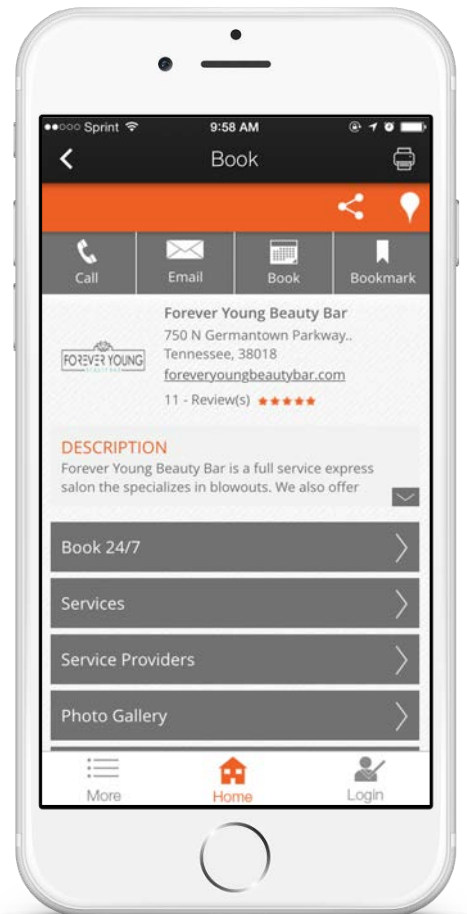 Sprint 9:58 AM
Book
Call Email Book Bookmark
Forever Young Beauty Bar
750 N Germantown Parkway..
Tennessee, 38018
foreveryoungbeautybar.com
11 - Review(s)
FOREVER YOUNG
BEAUTY BAR
DESCRIPTION
Forever Young Beauty Bar is a full service express
salon the specializes in blowouts. We also offer
Book 24/7
Services
Service Providers
Photo Gallery
More Home Login